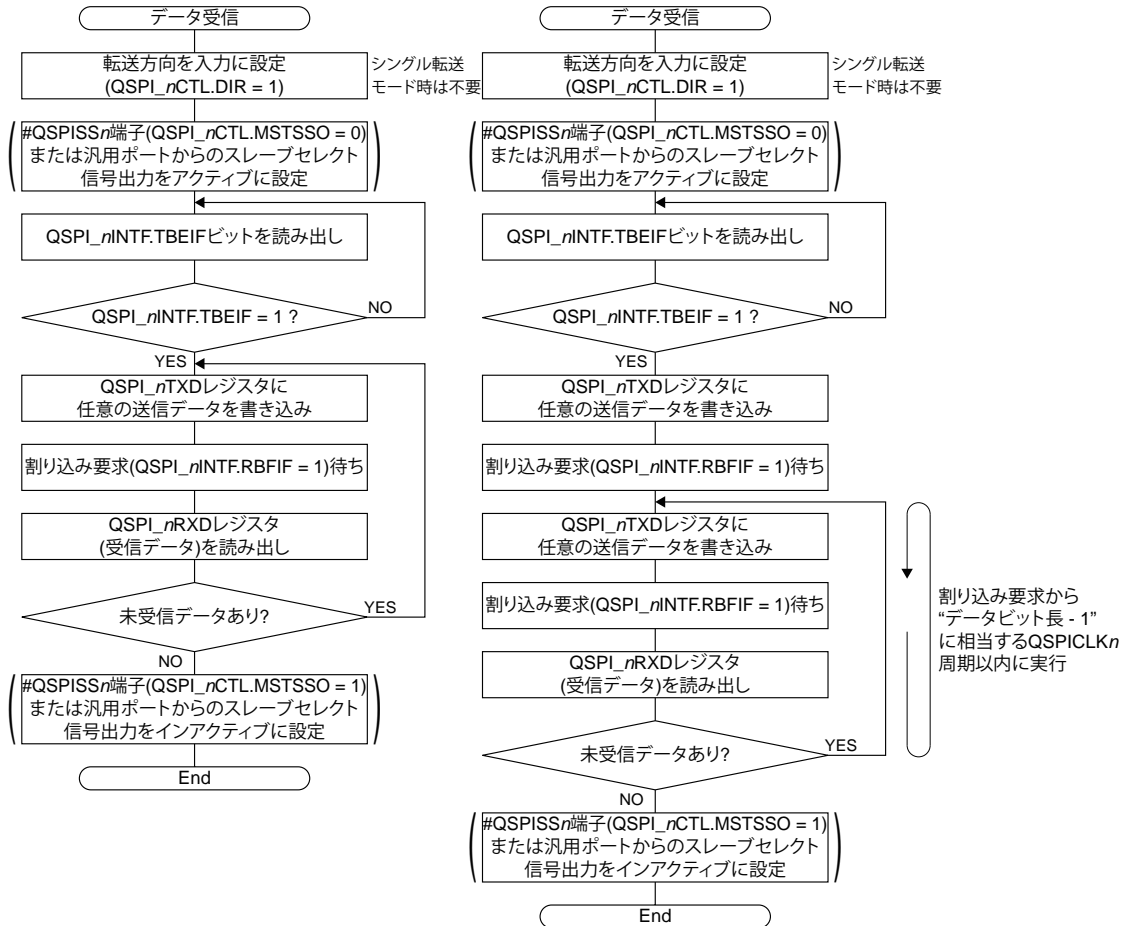 データ受信
転送方向を入力に設定
(QSPI_nCTL.DIR = 1)
シングル転送
モード時は不要
#QSPISSn端子(QSPI_nCTL.MSTSSO = 0)
または汎用ポートからのスレーブセレクト
信号出力をアクティブに設定
QSPI_nINTF.TBEIFビットを読み出し
QSPI_nINTF.TBEIF = 1 ?
NO
YES
QSPI_nTXDレジスタに
任意の送信データを書き込み
割り込み要求(QSPI_nINTF.RBFIF = 1)待ち
QSPI_nRXDレジスタ
(受信データ)を読み出し
未受信データあり?
YES
NO
#QSPISSn端子(QSPI_nCTL.MSTSSO = 1)
または汎用ポートからのスレーブセレクト
信号出力をインアクティブに設定
End
データ受信
転送方向を入力に設定
(QSPI_nCTL.DIR = 1)
シングル転送
モード時は不要
#QSPISSn端子(QSPI_nCTL.MSTSSO = 0)
または汎用ポートからのスレーブセレクト
信号出力をアクティブに設定
QSPI_nINTF.TBEIFビットを読み出し
QSPI_nINTF.TBEIF = 1 ?
NO
YES
QSPI_nTXDレジスタに
任意の送信データを書き込み
割り込み要求(QSPI_nINTF.RBFIF = 1)待ち
QSPI_nTXDレジスタに
任意の送信データを書き込み
割り込み要求(QSPI_nINTF.RBFIF = 1)待ち
QSPI_nRXDレジスタ
(受信データ)を読み出し
未受信データあり?
YES
NO
割り込み要求から
“データビット長 - 1”
に相当するQSPICLKn
周期以内に実行
#QSPISSn端子(QSPI_nCTL.MSTSSO = 1)
または汎用ポートからのスレーブセレクト
信号出力をインアクティブに設定
End